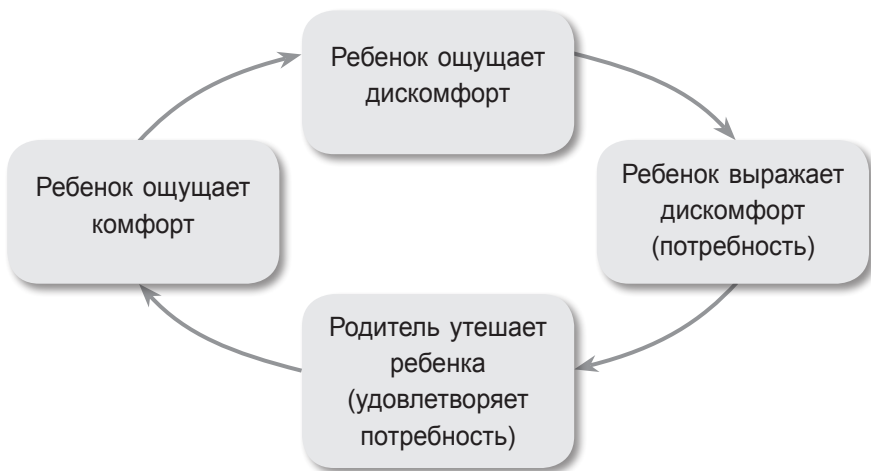 Ребенок ощущает
дискомфорт
Ребенок выражает
дискомфорт
(потребность)
Родитель утешает
ребенка
(удовлетворяет
потребность)
Ребенок ощущает
комфорт